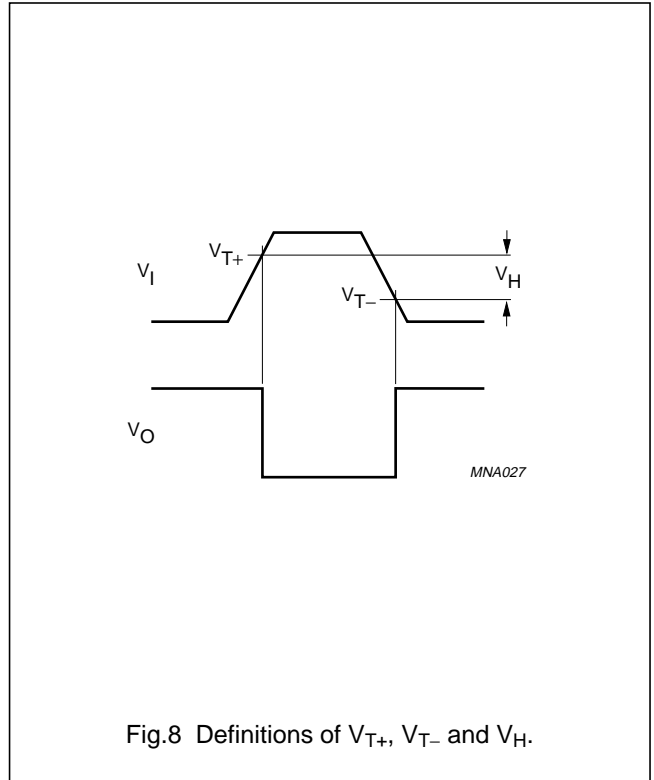 V_T+
V_I
V_H
V_T−
V_O
MNA027
Fig.8 Definitions of V_T+, V_T− and V_H.